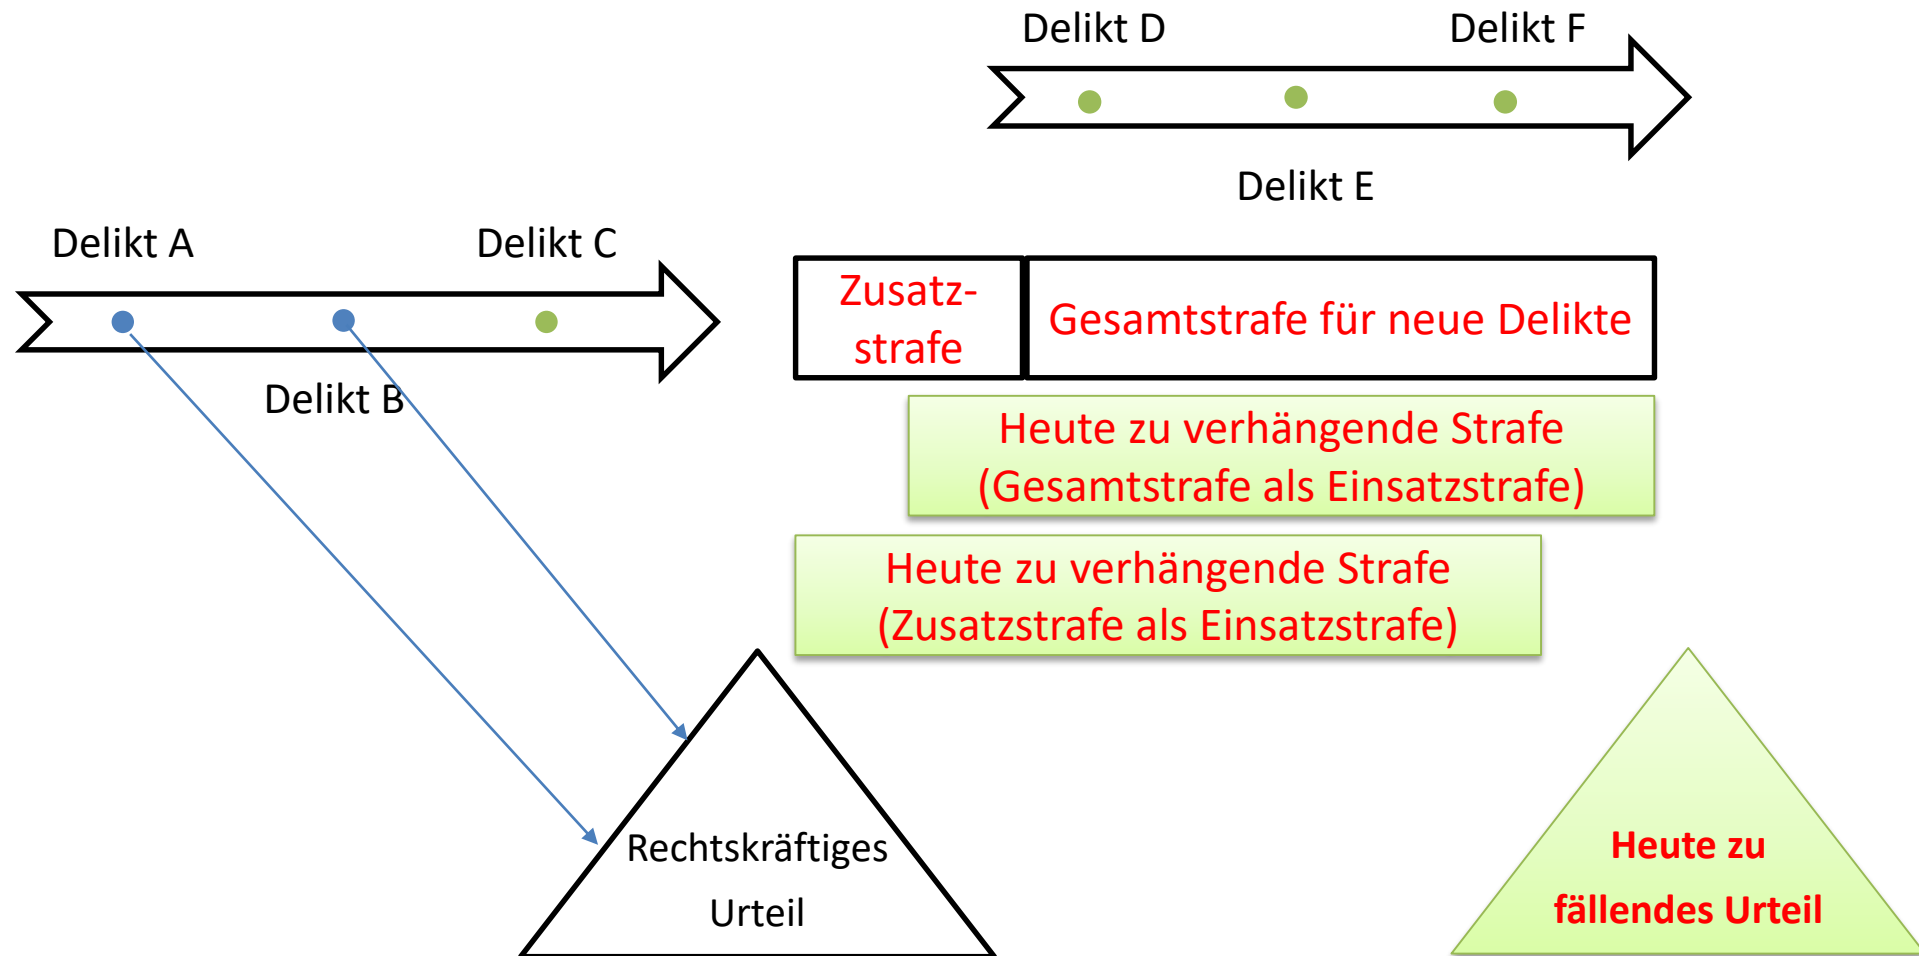 Delikt D
Delikt F
Delikt E
Delikt A
Delikt C
Delikt B
Zusatz-
strafe
Gesamtstrafe für neue Delikte
Heute zu verhängende Strafe
(Gesamtstrafe als Einsatzstrafe)
Heute zu verhängende Strafe
(Zusatzstrafe als Einsatzstrafe)
Rechtskräftiges
Urteil
Heute zu
fällendes Urteil